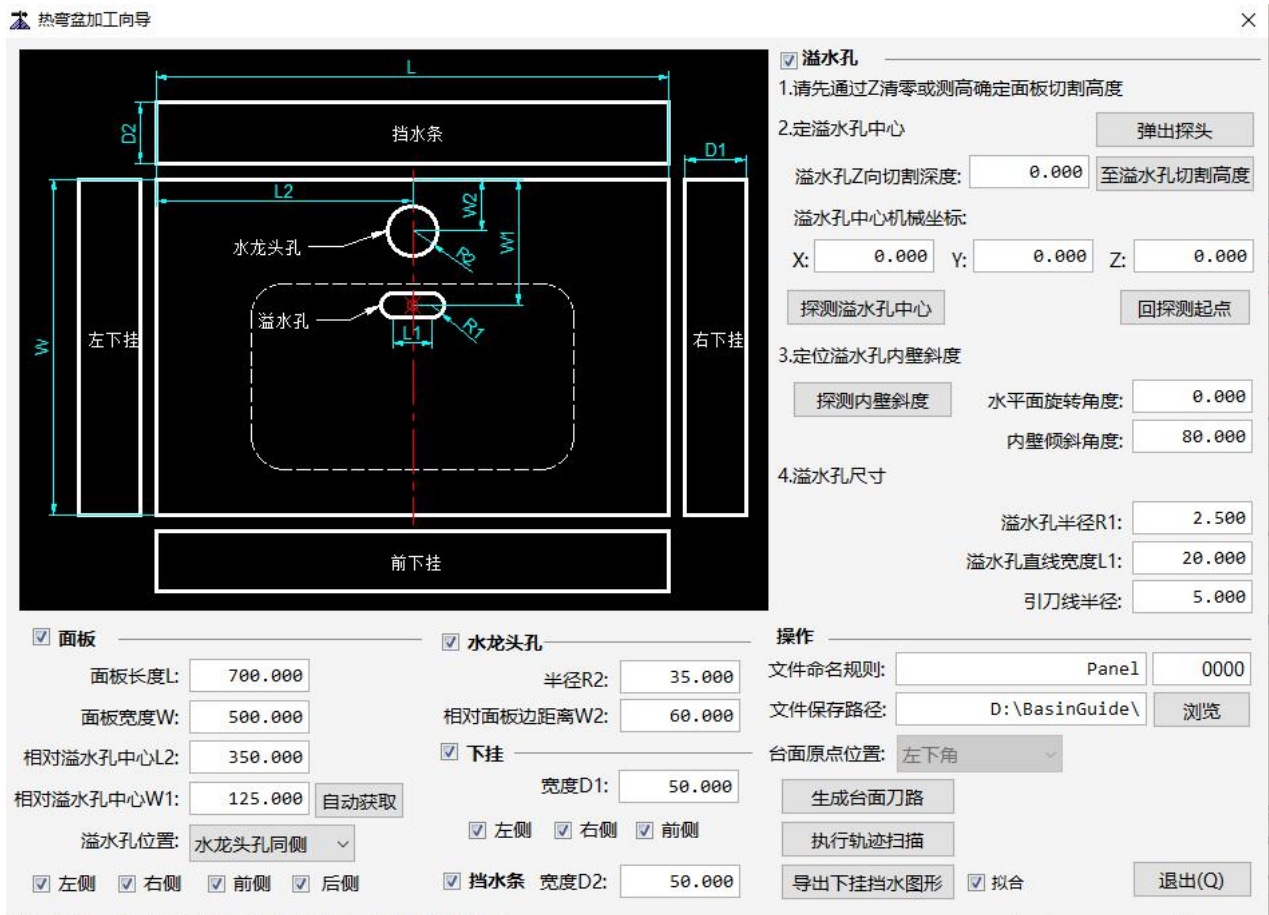 热弯盆加工向导
L
D2
挡水条
D1
L2
W2
W1
水龙头孔
R2
溢水孔
L1
R1
W
左下挂
右下挂
前下挂
溢水孔
1.请先通过Z清零或测高确定面板切割高度
2.定溢水孔中心
弹出探头
溢水孔Z向切割深度: 0.000 至溢水孔切割高度
溢水孔中心机械坐标:
X: 0.000 Y: 0.000 Z: 0.000
探测溢水孔中心 回探测起点
3.定位溢水孔内壁斜度
探测内壁斜度 水平面旋转角度: 0.000
内壁倾斜角度: 80.000
4.溢水孔尺寸
溢水孔半径R1: 2.500
溢水孔直线宽度L1: 20.000
引刀线半径: 5.000
面板
面板长度L: 700.000
面板宽度W: 500.000
相对溢水孔中心L2: 350.000
相对溢水孔中心W1: 125.000 自动获取
溢水孔位置: 水龙头孔同侧
左侧 右侧 前侧 后侧
水龙头孔
半径R2: 35.000
相对面板边距离W2: 60.000
下挂
宽度D1: 50.000
左侧 右侧 前侧
挡水条 宽度D2: 50.000
操作
文件命名规则: Panel 0000
文件保存路径: D:\BasinGuide\ 浏览
台面原点位置: 左下角
生成台面刀路
执行轨迹扫描
导出下挂挡水图形 拟合 退出(Q)